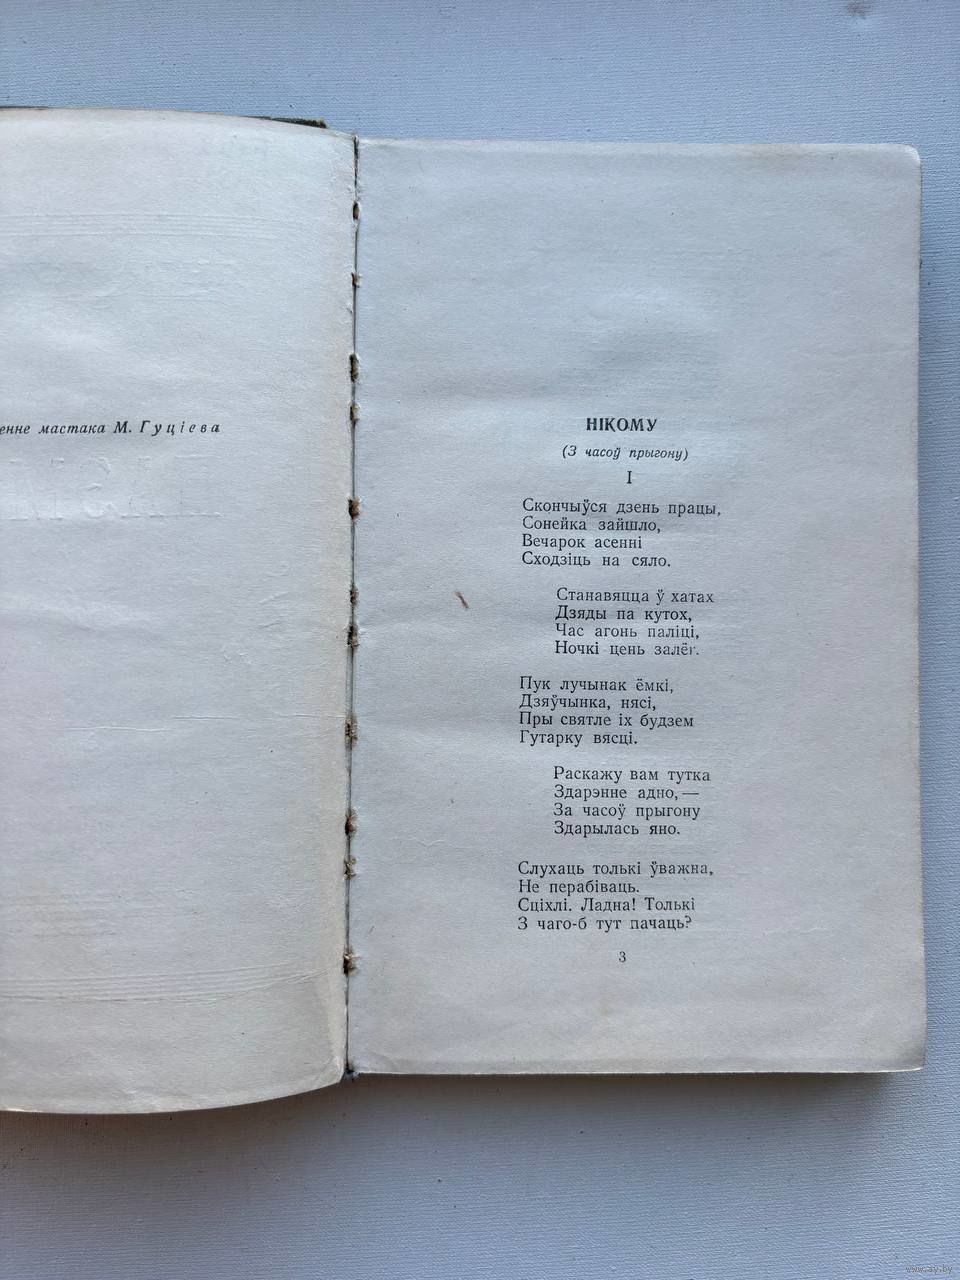 енне мастака М. Гуціева
НІКОМУ
(З часоў прыгону)
І
Скончыўся дзень працы,
Сонейка зайшло,
Вечарок асенні
Сходзіць на сяло.
Станавяцца ў хатах
Дзяды па кутох,
Час агонь паліці,
Ночкі цень залёг.
Пук лучынак ёмкі,
Дзяўчынка, нясі,
Пры святле іх будзем
Гутарку вясці.
Раскажу вам тутка
Здарэнне адно,—
За часоў прыгону
Здарылась яно.
Слухаць толькі ўважна,
Не перабіваць.
Сціхлі. Ладна! Толькі
З чаго-б тут пачаць?
3
www.ay.by